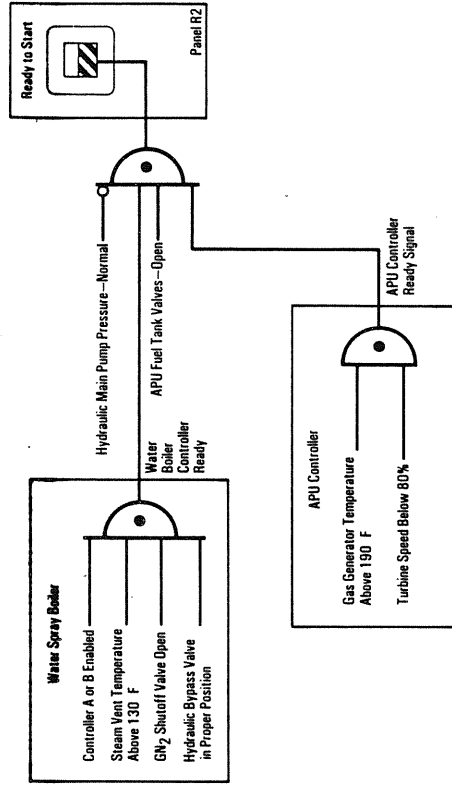 Water Spray Boiler
Controller A or B Enabled
Steam Vent Temperature
Above 130 F
GN2 Shutoff Valve Open
Hydraulic Bypass Valve
in Proper Position
Water
Boiler
Controller
Ready
Hydraulic Main Pump Pressure—Normal
APU Fuel Tank Valves—Open
Ready to Start
Panel R2
APU Controller
Gas Generator Temperature
Above 190 F
Turbine Speed Below 80%
APU Controller
Ready Signal